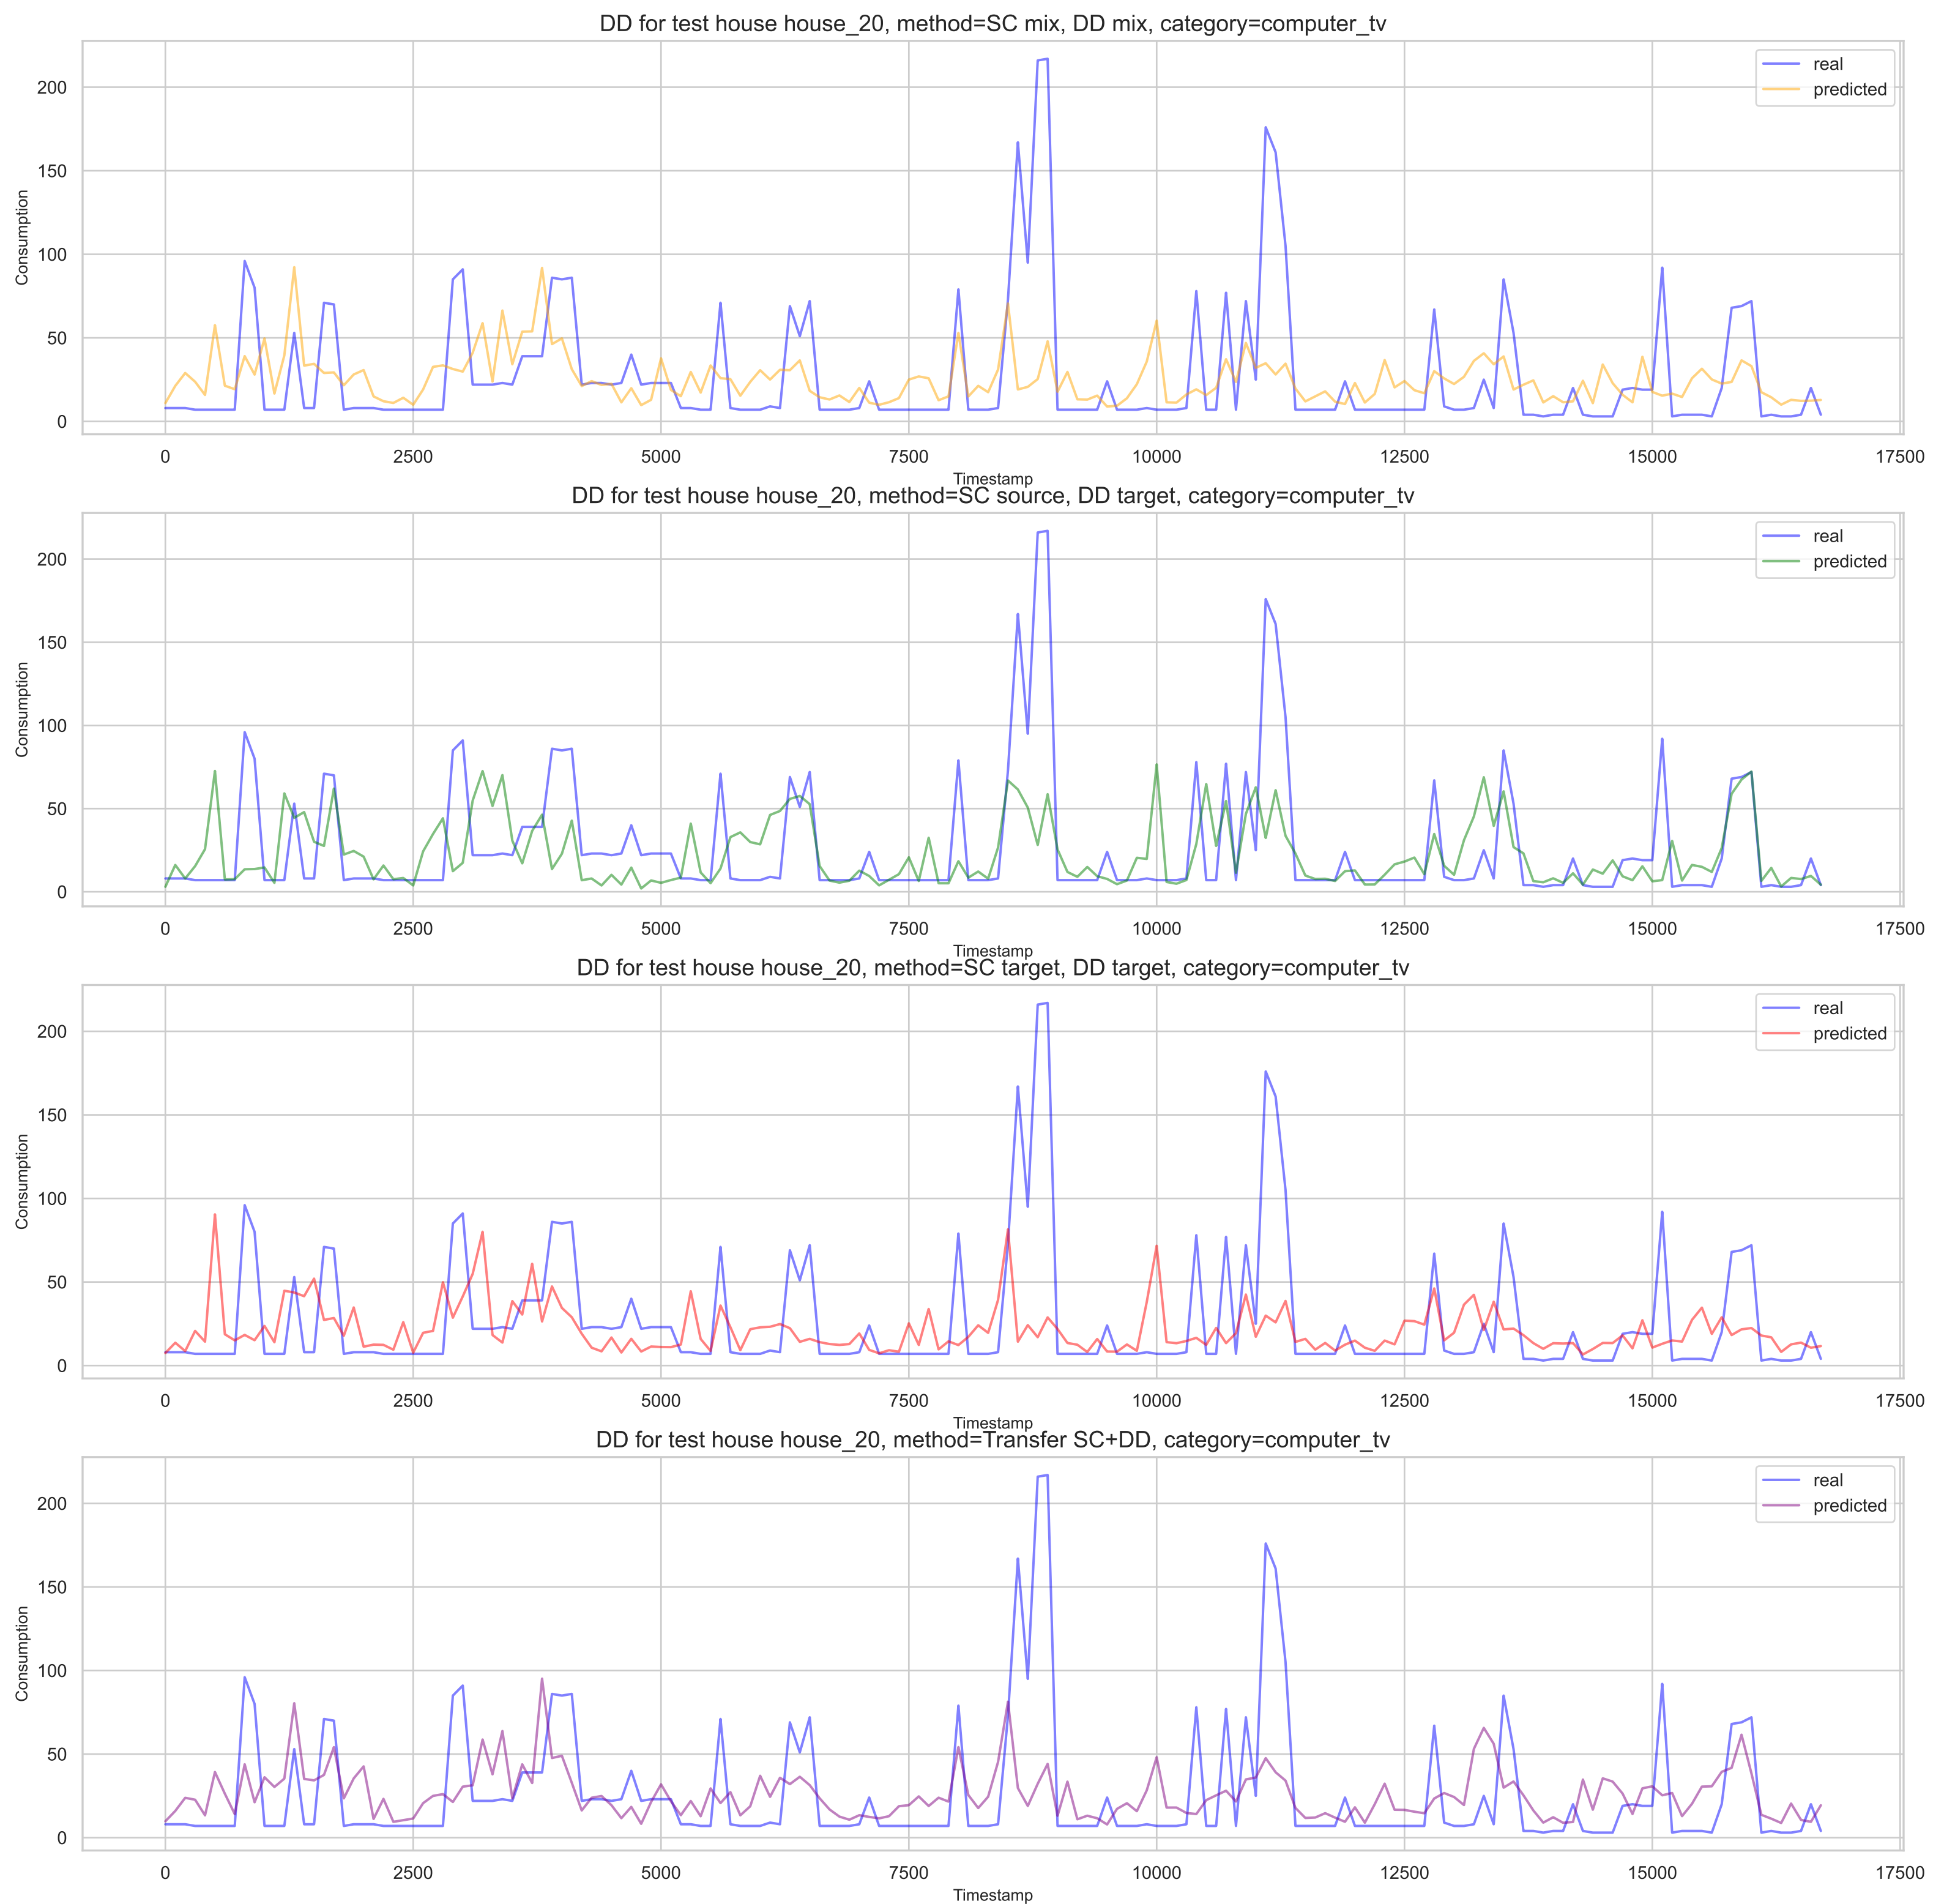 DD for test house house_20, method=SC mix, DD mix, category=computer_tv
real
predicted
200
150
100
50
0
Consumption
0 2500 5000 7500 10000 12500 15000 17500
Timestamp
DD for test house house_20, method=SC source, DD target, category=computer_tv
real
predicted
200
150
100
50
0
Consumption
0 2500 5000 7500 10000 12500 15000 17500
Timestamp
DD for test house house_20, method=SC target, DD target, category=computer_tv
real
predicted
200
150
100
50
0
Consumption
0 2500 5000 7500 10000 12500 15000 17500
Timestamp
DD for test house house_20, method=Transfer SC+DD, category=computer_tv
real
predicted
200
150
100
50
0
Consumption
0 2500 5000 7500 10000 12500 15000 17500
Timestamp